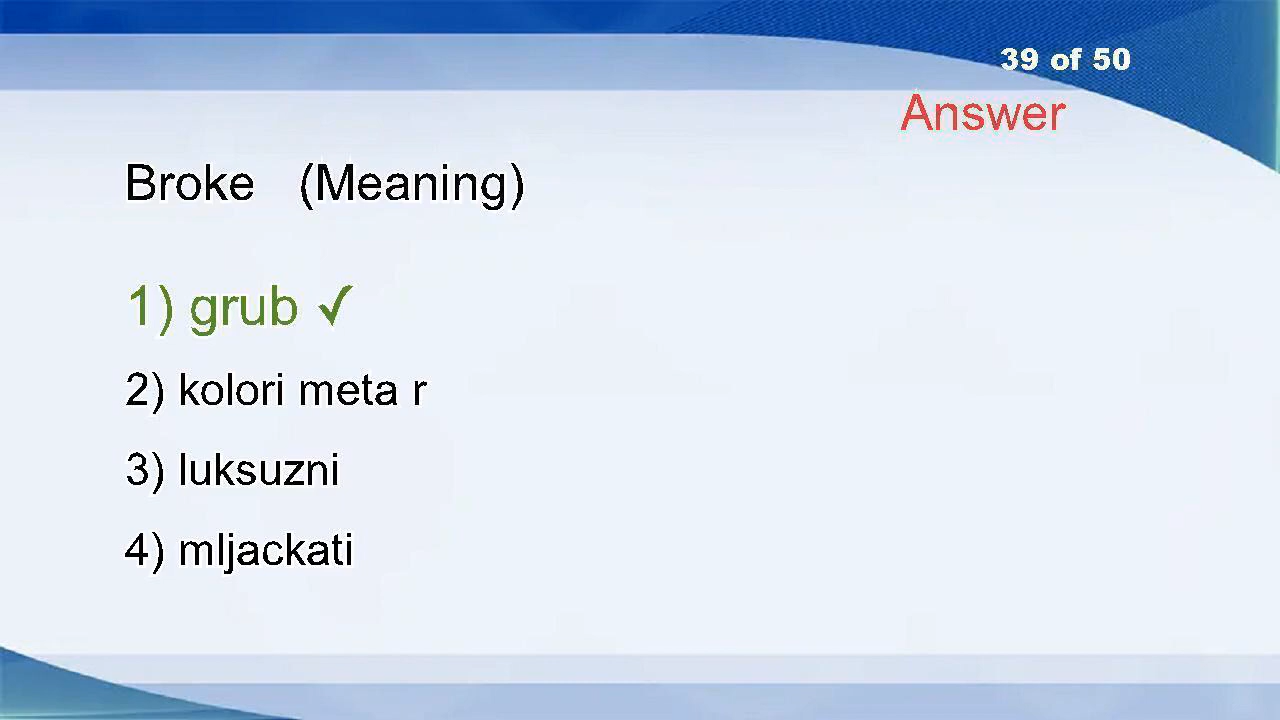 39 of 50
Answer
Broke (Meaning)
1) grub ✓
2) kolori meta r
3) luksuzni
4) mljackati